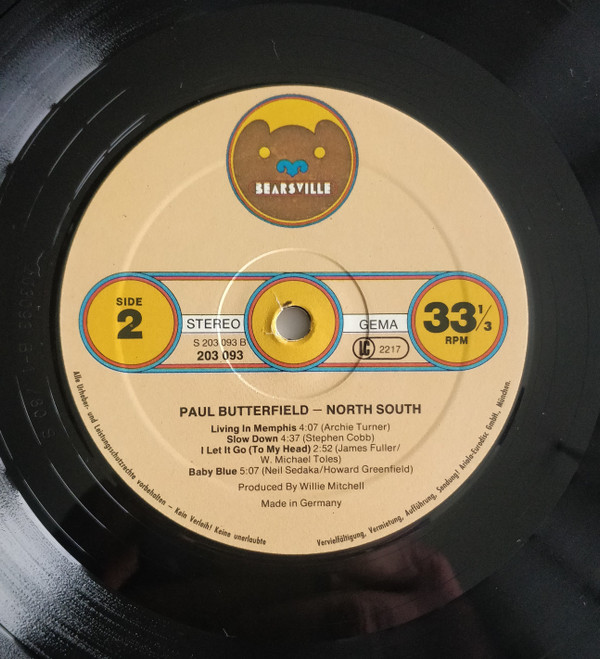 BEARSVILLE
SIDE
2
STEREO
S 203 093 B
203 093
GEMA
LC 2217
33 1/3
RPM
PAUL BUTTERFIELD – NORTH SOUTH
Living In Memphis 4:07 (Archie Turner)
Slow Down 4:37 (Stephen Cobb)
I Let It Go (To My Head) 2:52 (James Fuller/
W. Michael Toles)
Baby Blue 5:07 (Neil Sedaka/Howard Greenfield)
Produced By Willie Mitchell
Made in Germany
Alle Urheber- und Leistungsschutzrechte vorbehalten – Kein Verleih! Keine unerlaubte Vervielfältigung, Vermietung, Aufführung, Sendung! Ariola-Eurodisc GmbH., München.